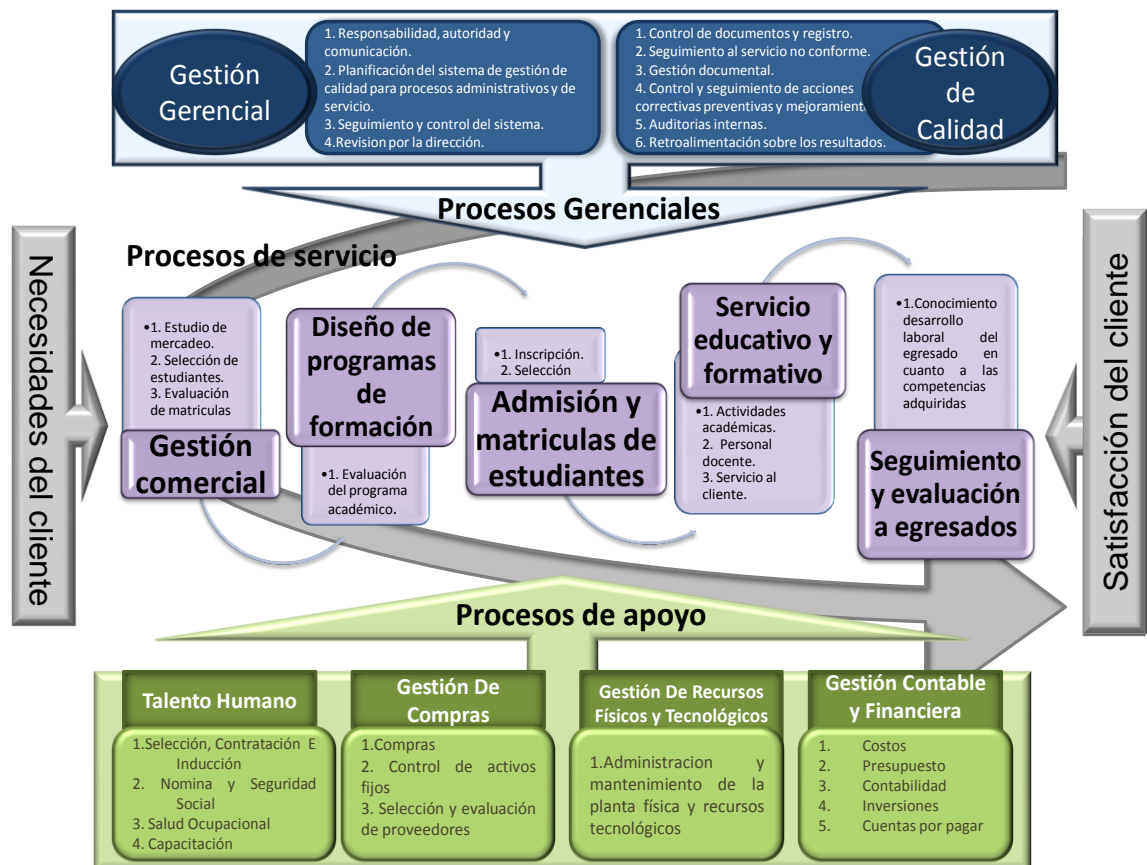 Gestión
Gerencial
1. Responsabilidad, autoridad y
comunicación.
2. Planificación del sistema de gestión de
calidad para procesos administrativos y de
servicio.
3. Seguimiento y control del sistema.
4.Revision por la dirección.
1. Control de documentos y registro.
2. Seguimiento al servicio no conforme.
3. Gestión documental.
4. Control y seguimiento de acciones
correctivas preventivas y mejoramient
5. Auditorias internas.
6. Retroalimentación sobre los resultados.
Gestión
de
Calidad
Procesos Gerenciales
Necesidades del cliente
Procesos de servicio
•1. Estudio de
mercadeo.
2. Selección de
estudiantes.
3. Evaluación
de matriculas
Gestión
comercial
Diseño de
programas
de
formación
•1. Evaluación
del programa
académico.
•1. Inscripción.
2. Selección
Admisión y
matriculas de
estudiantes
Servicio
educativo y
formativo
•1. Actividades
académicas.
2. Personal
docente.
3. Servicio al
cliente.
•1.Conocimiento
desarrollo
laboral del
egresado en
cuanto a las
competencias
adquiridas
Seguimiento
y evaluación
a egresados
Satisfacción del cliente
Procesos de apoyo
Talento Humano
1.Selección, Contratación E
Inducción
2. Nomina y Seguridad
Social
3. Salud Ocupacional
4. Capacitación
Gestión De
Compras
1.Compras
2. Control de activos
fijos
3. Selección y evaluación
de proveedores
Gestión De Recursos
Físicos y Tecnológicos
1.Administracion y
mantenimiento de la
planta física y recursos
tecnológicos
Gestión Contable
y Financiera
1. Costos
2. Presupuesto
3. Contabilidad
4. Inversiones
5. Cuentas por pagar